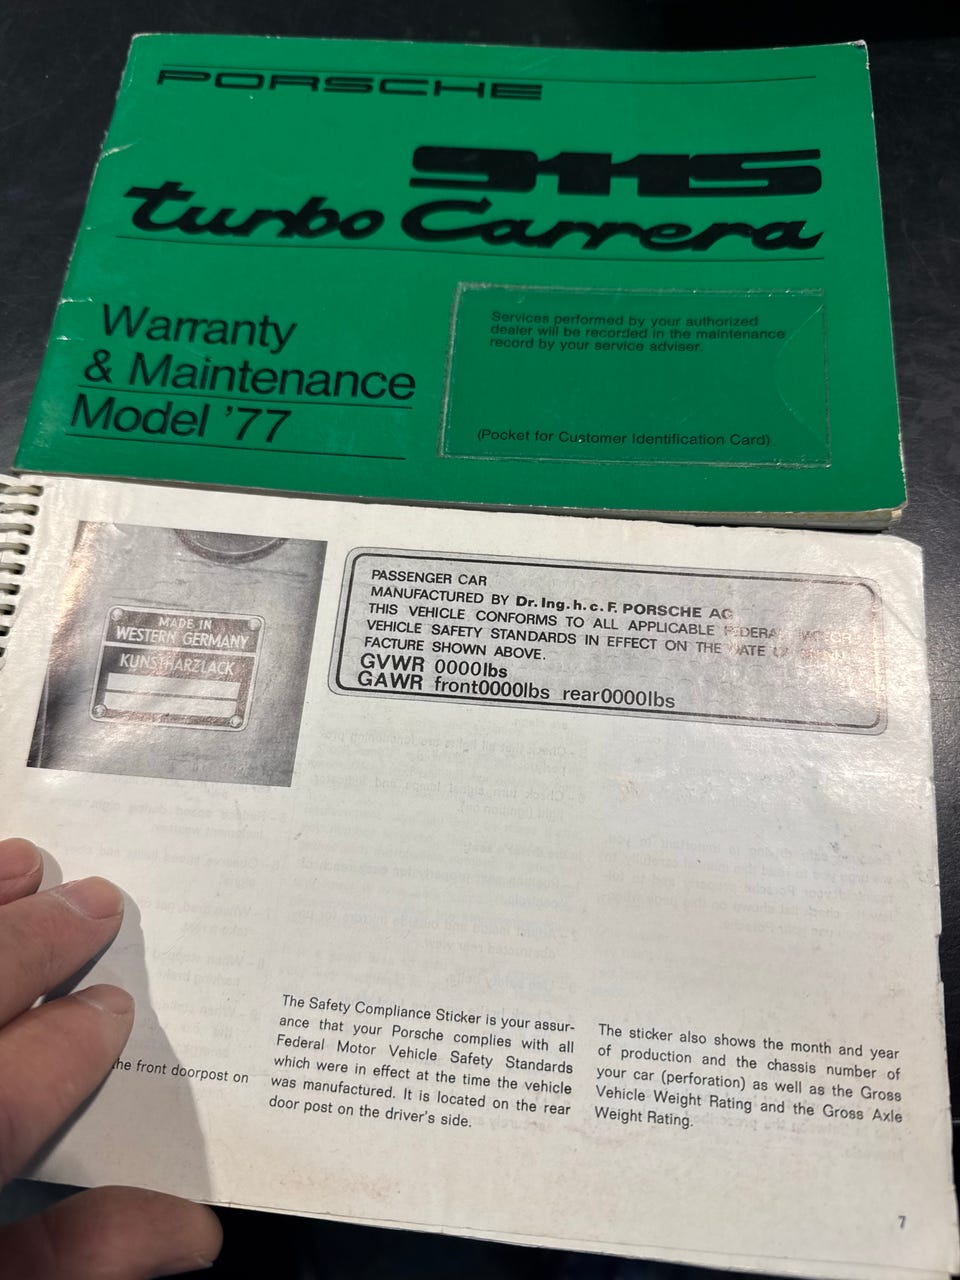 PORSCHE
911S
turbo Carrera
Warranty
& Maintenance
Model '77
Services performed by your authorized
dealer will be recorded in the maintenance
record by your service adviser.
(Pocket for Customer Identification Card).
MADE IN
WESTERN GERMANY
KUNSTHARZLACK
PASSENGER CAR
MANUFACTURED BY Dr. Ing. h. c. F. PORSCHE AG
THIS VEHICLE CONFORMS TO ALL APPLICABLE FEDERAL MOTOR
VEHICLE SAFETY STANDARDS IN EFFECT ON THE DATE OF
FACTURE SHOWN ABOVE.
GVWR 0000lbs
GAWR front0000lbs rear0000lbs
the front doorpost on
The Safety Compliance Sticker is your assur-
ance that your Porsche complies with all
Federal Motor Vehicle Safety Standards
which were in effect at the time the vehicle
was manufactured. It is located on the rear
door post on the driver's side.
The sticker also shows the month and year
of production and the chassis number of
your car (perforation) as well as the Gross
Vehicle Weight Rating and the Gross Axle
Weight Rating.
7